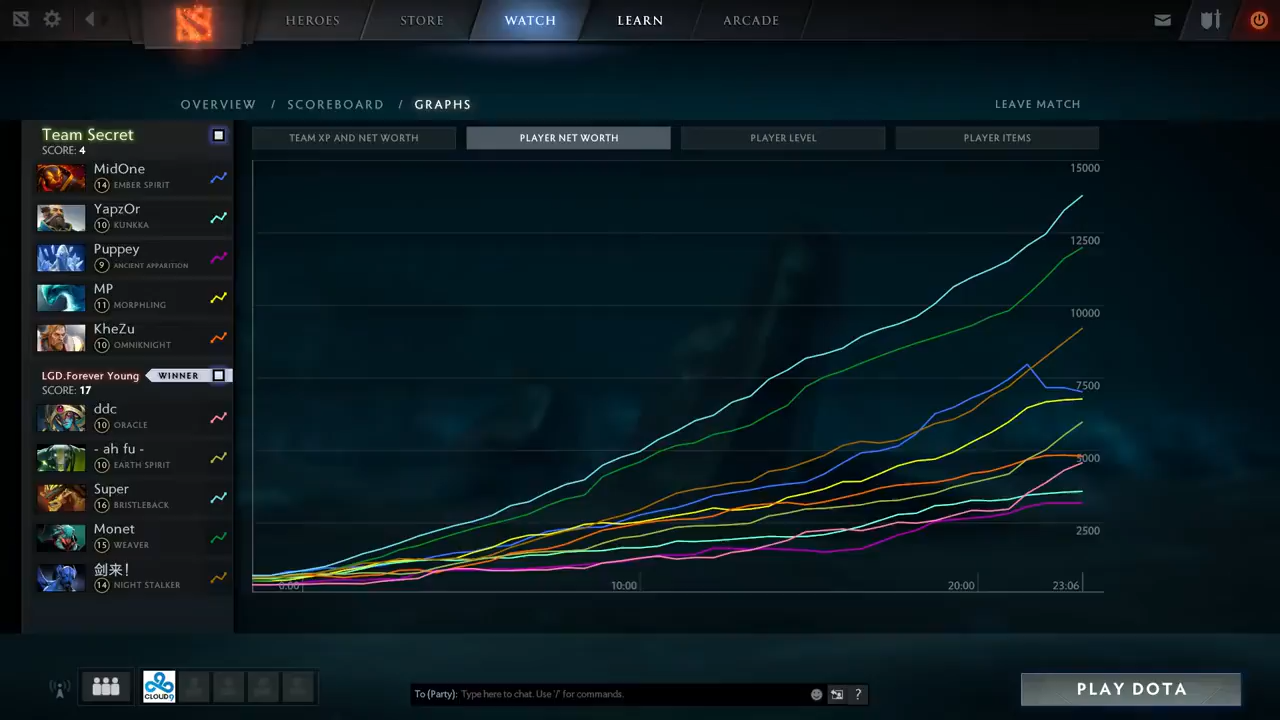 HEROES STORE WATCH LEARN ARCADE
OVERVIEW / SCOREBOARD / GRAPHS LEAVE MATCH
TEAM XP AND NET WORTH PLAYER NET WORTH PLAYER LEVEL PLAYER ITEMS
Team Secret
SCORE: 4
MidOne
14 EMBER SPIRIT
YapzOr
10 KUNKKA
Puppey
9 ANCIENT APPARITION
MP
11 MORPHLING
KheZu
10 OMNIKNIGHT
LGD.Forever Young WINNER
SCORE: 17
ddc
10 ORACLE
- ah fu -
10 EARTH SPIRIT
Super
16 BRISTLEBACK
Monet
15 WEAVER
剑来!
14 NIGHT STALKER
15000
12500
10000
7500
5000
2500
0:00 10:00 20:00 23:06
CLOUD9
To (Party): Type here to chat. Use '/' for commands. ?
PLAY DOTA